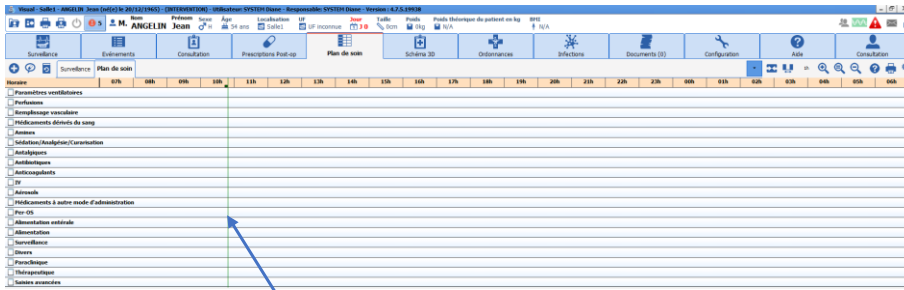 Visual - Salle1 - ANGELIN Jean (né(e) le 20/12/1965) - (INTERVENTION) - Utilisateur: SYSTEM Diane - Responsable: SYSTEM Diane - Version : 4.7.5.19938
Nom Prénom Sexe Âge Localisation UF Jour Taille Poids Poids théorique du patient en kg BMI
5 M. ANGELIN Jean H 54 ans Salle1 UF inconnue J 0 0cm 0kg N/A N/A
Surveillance Evénements Consultation Prescriptions Post-op Plan de soin Schéma 3D Ordonnances Infections Documents (0) Configuration Aide Consultation
Surveillance Plan de soin
Horaire 07h 08h 09h 10h 11h 12h 13h 14h 15h 16h 17h 18h 19h 20h 21h 22h 23h 00h 01h 02h 03h 04h 05h 06h
Paramètres ventilatoires
Perfusions
Remplissage vasculaire
Médicaments dérivés du sang
Amines
Sédation/Analgésie/Curarisation
Antalgiques
Antibiotiques
Anticoagulants
IV
Aérosols
Médicaments à autre mode d'administration
Per-OS
Alimentation entérale
Alimentation
Surveillance
Divers
Paraclinique
Thérapeutique
Saisies avancées